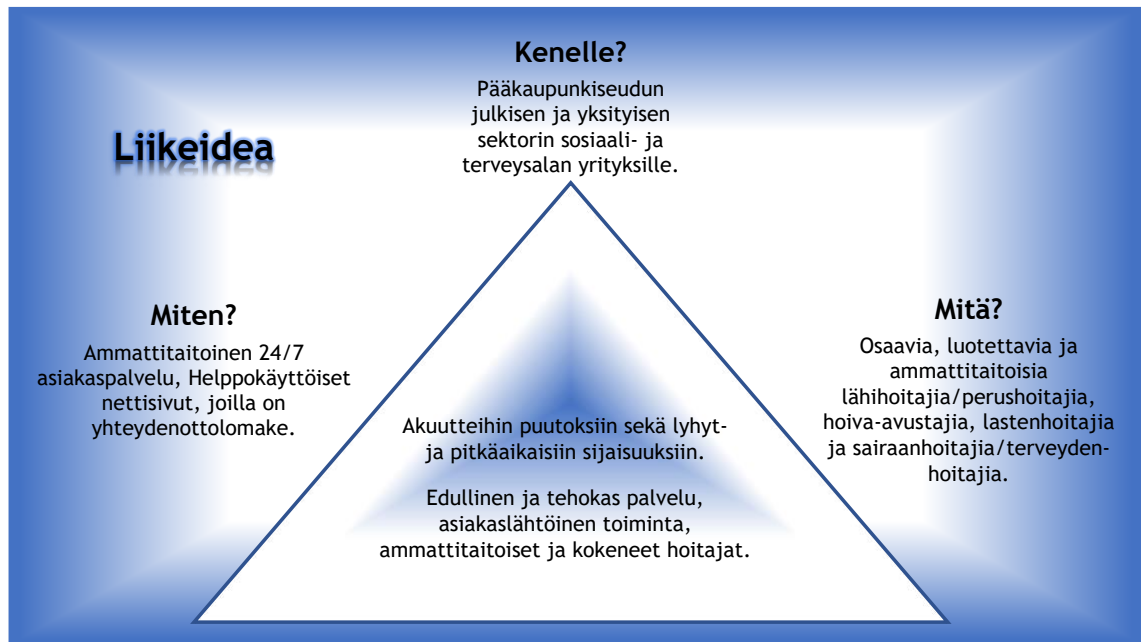 Kenelle?
Pääkaupunkiseudun
julkisen ja yksityisen
sektorin sosiaali- ja
terveysalan yrityksille.
Liikeidea
Miten?
Ammattitaitoinen 24/7
asiakaspalvelu, Helppokäyttöiset
nettisivut, joilla on
yhteydenottolomake.
Mitä?
Osaavia, luotettavia ja
ammattitaitoisia
lähihoitajia/perushoitajia,
hoiva-avustajia, lastenhoitajia
ja sairaanhoitajia/terveyden-
hoitajia.
Akuutteihin puutoksiin sekä lyhyt-
ja pitkäaikaisiin sijaisuuksiin.
Edullinen ja tehokas palvelu,
asiakaslähtöinen toiminta,
ammattitaitoiset ja kokeneet hoitajat.